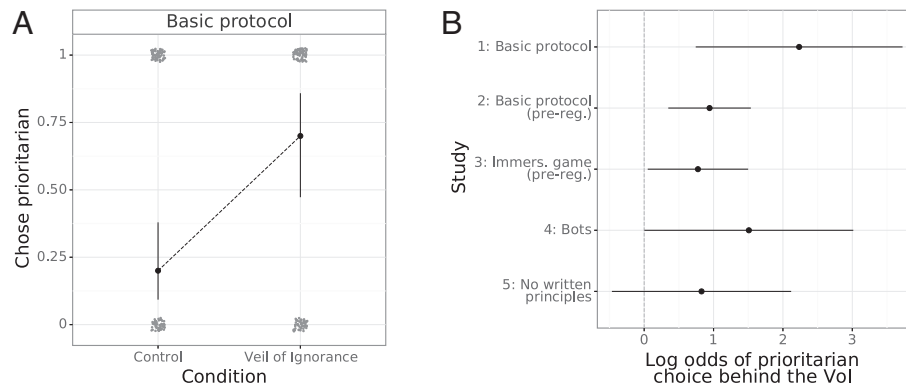 A
Basic protocol
Chose prioritarian
1
0.75
0.50
0.25
0
Control
Veil of Ignorance
Condition
B
Study
1: Basic protocol
2: Basic protocol
(pre-reg.)
3: Immers. game
(pre-reg.)
4: Bots
5: No written
principles
0
1
2
3
Log odds of prioritarian
choice behind the VoI